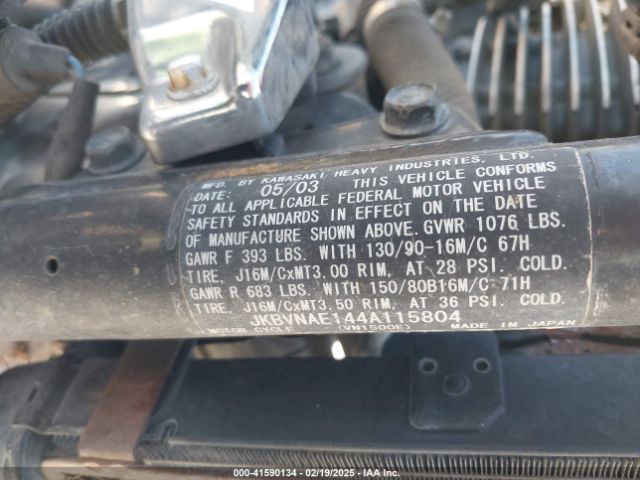 MFD. BY KAWASAKI HEAVY INDUSTRIES, LTD.
DATE: 05/03 THIS VEHICLE CONFORMS
TO ALL APPLICABLE FEDERAL MOTOR VEHICLE
SAFETY STANDARDS IN EFFECT ON THE DATE
OF MANUFACTURE SHOWN ABOVE. GVWR 1076 LBS.
GAWR F 393 LBS. WITH 130/90-16M/C 67H
TIRE, J16M/CxMT3.00 RIM, AT 28 PSI. COLD.
GAWR R 683 LBS. WITH 150/80B16M/C 71H
TIRE, J16M/CxMT3.50 RIM, AT 36 PSI. COLD.
JKBVNAE144A115804
MOTOR CYCLE (VN1500E) MADE IN JAPAN
000-41590134 — 02/19/2025 — IAAI.COM